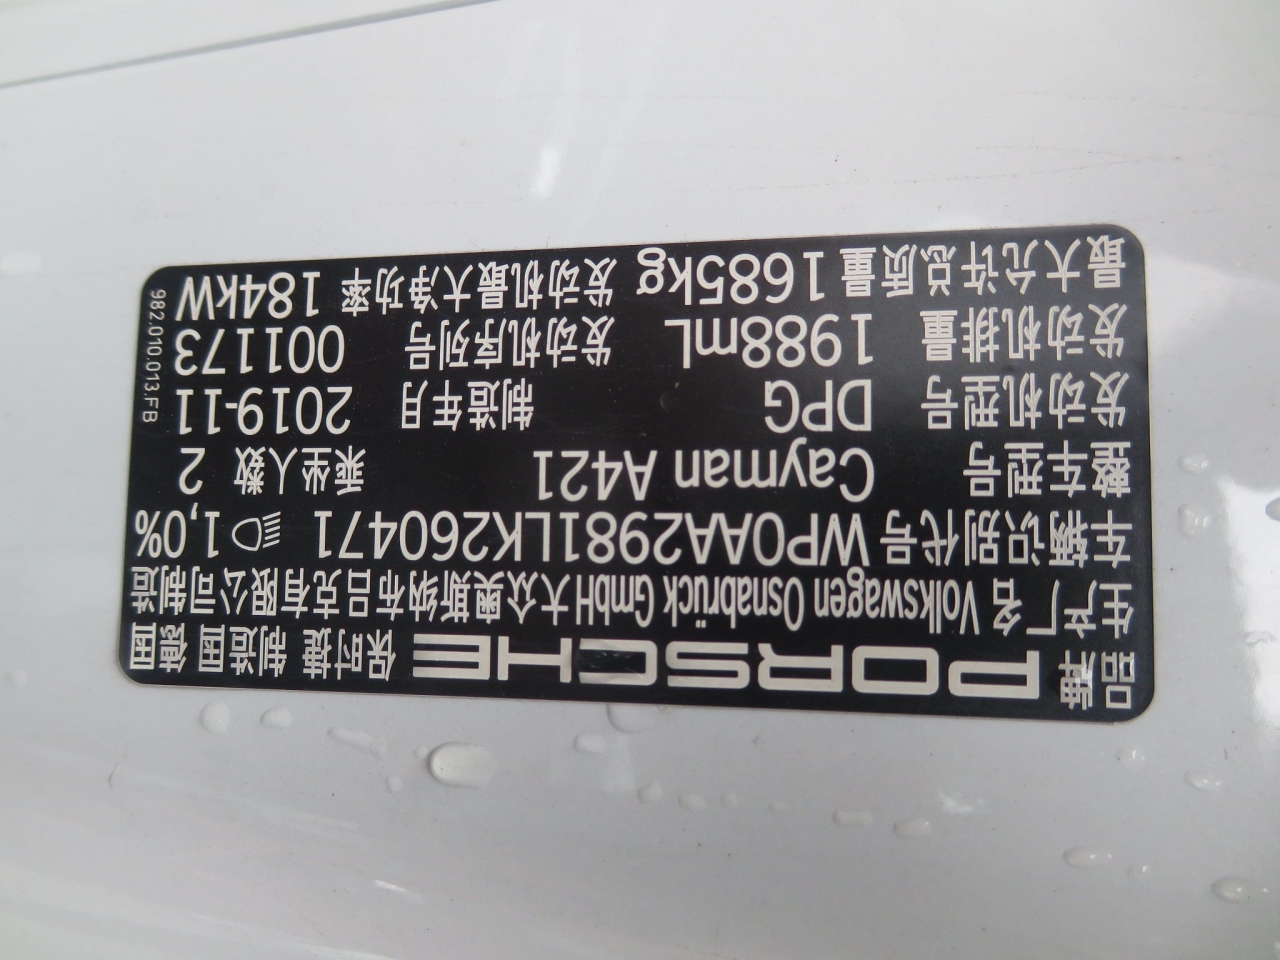 品牌 PORSCHE 保时捷 制造国 德国
生产厂名 Volkswagen Osnabrück GmbH大众奥斯纳布吕克有限公司制造
车辆识别代号 WP0AA2981LK260471 1,0%
整车型号 Cayman A421 乘坐人数 2
发动机型号 DPG 制造年月 2019-11
发动机排量 1988mL 发动机序列号 001173
最大允许总质量 1685kg 发动机最大净功率 184kW
982.010.013.FB